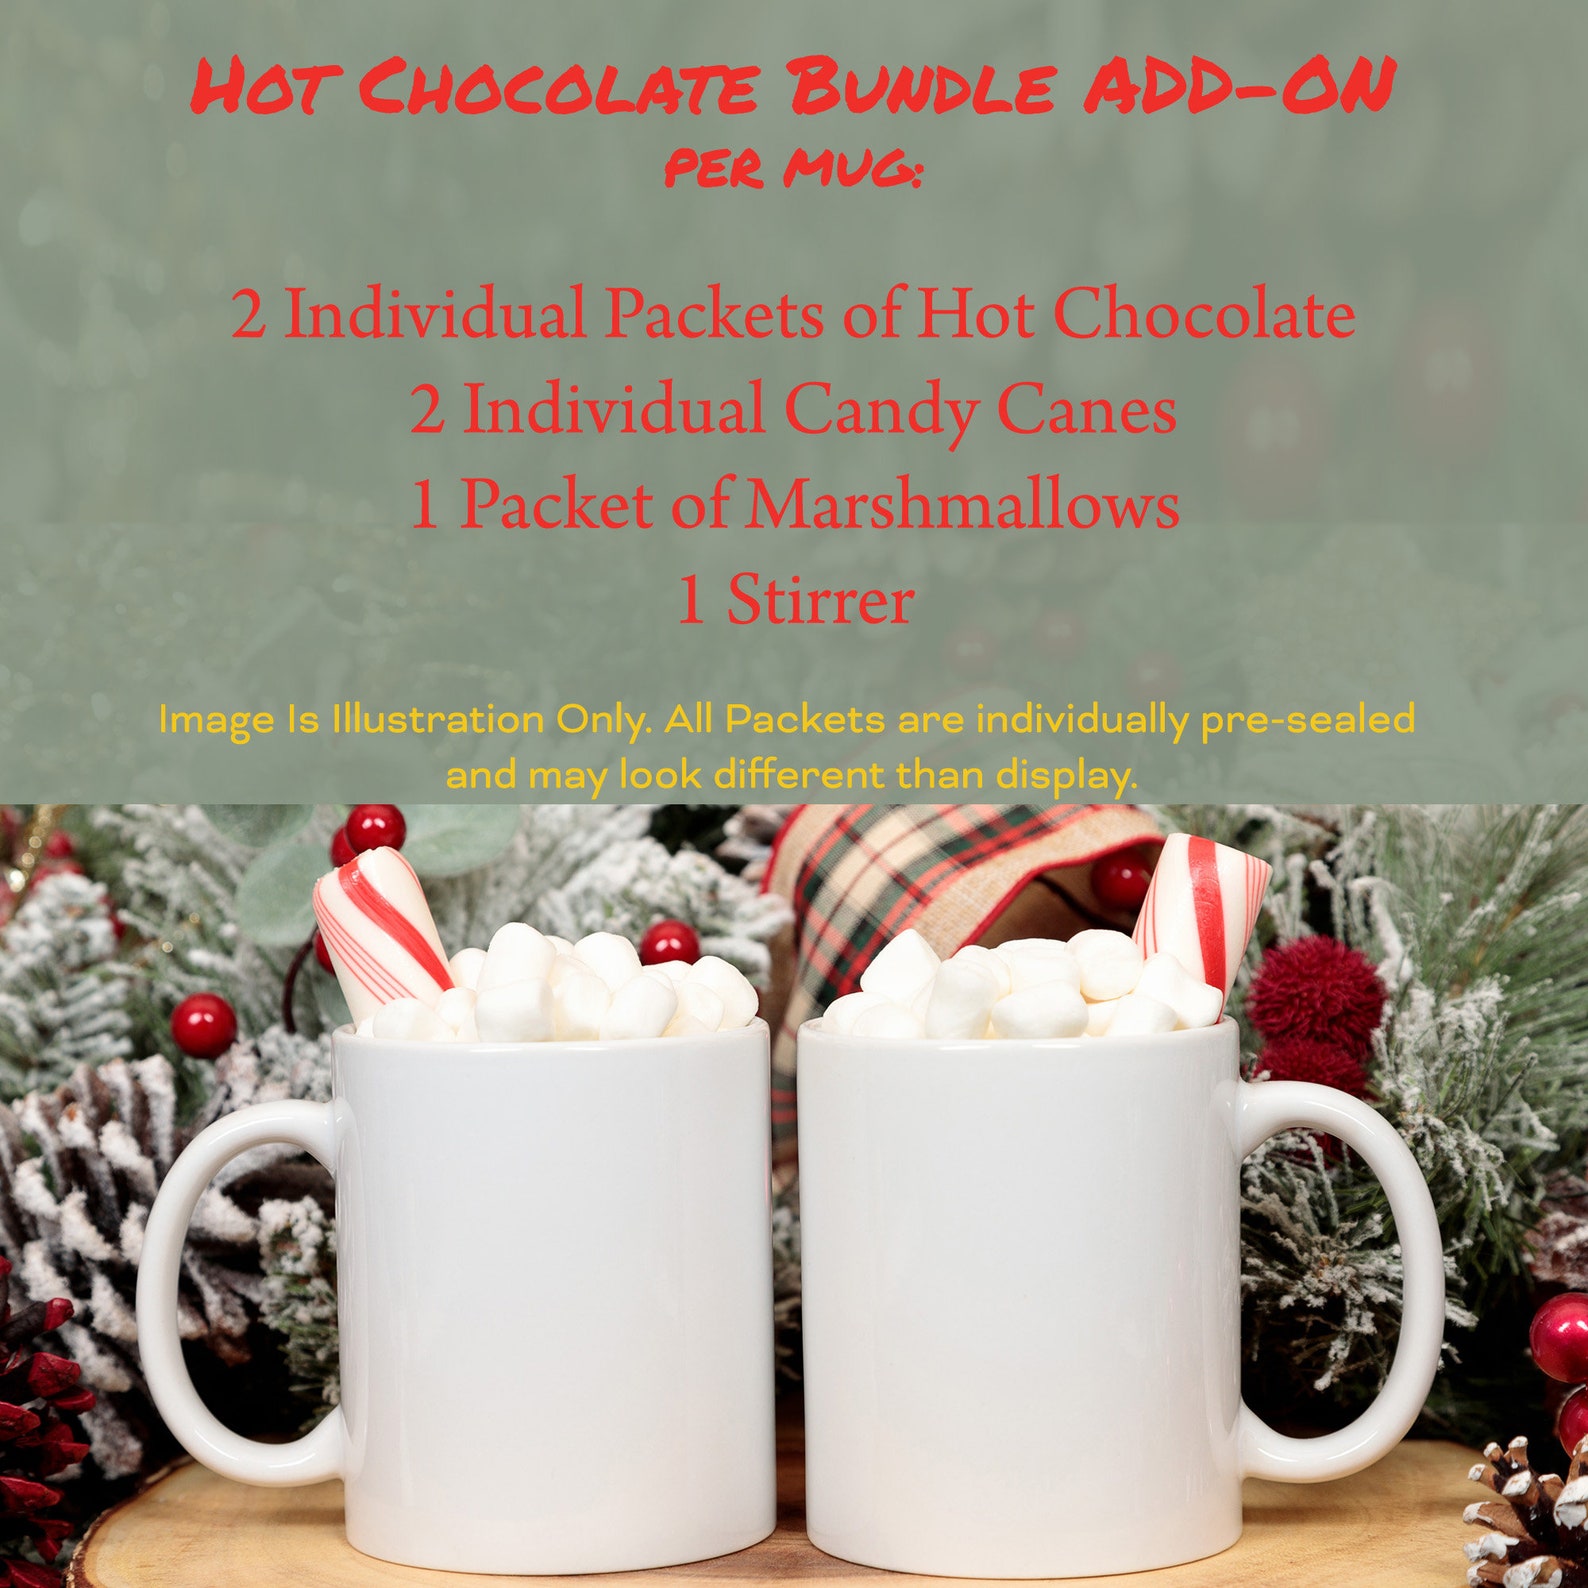 Hot Chocolate Bundle ADD-ON
PER MUG:
2 Individual Packets of Hot Chocolate
2 Individual Candy Canes
1 Packet of Marshmallows
1 Stirrer
Image Is Illustration Only. All Packets are individually pre-sealed
and may look different than display.